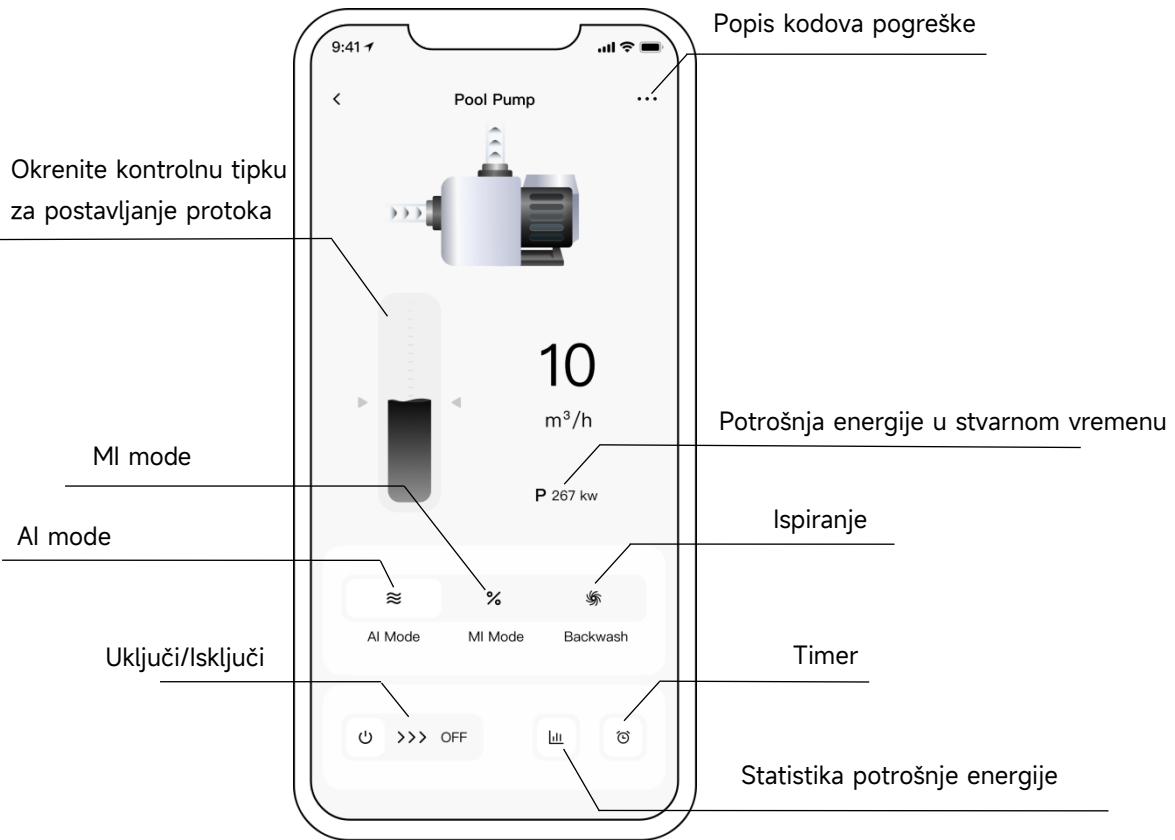 Popis kodova pogreške
9:41
Pool Pump
Okrenite kontrolnu tipku
za postavljanje protoka
10
m³/h
Potrošnja energije u stvarnom vremenu
MI mode
P 267 kw
Ispiranje
AI mode
AI Mode
MI Mode
Backwash
Uključi/Isključi
Timer
OFF
Statistika potrošnje energije